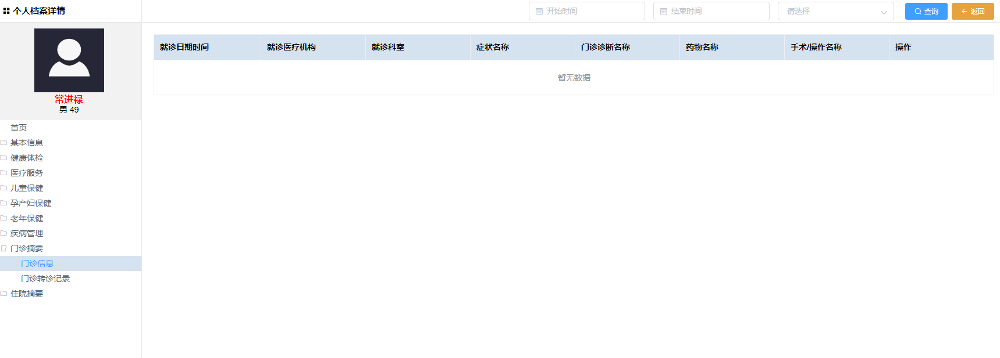 个人档案详情
开始时间
结束时间
请选择
查询
返回
常进禄
男 49
首页
基本信息
健康体检
医疗服务
儿童保健
孕产妇保健
老年保健
疾病管理
门诊摘要
门诊信息
门诊转诊记录
住院摘要
就诊日期时间 就诊医疗机构 就诊科室 症状名称 门诊诊断名称 药物名称 手术/操作名称 操作
暂无数据